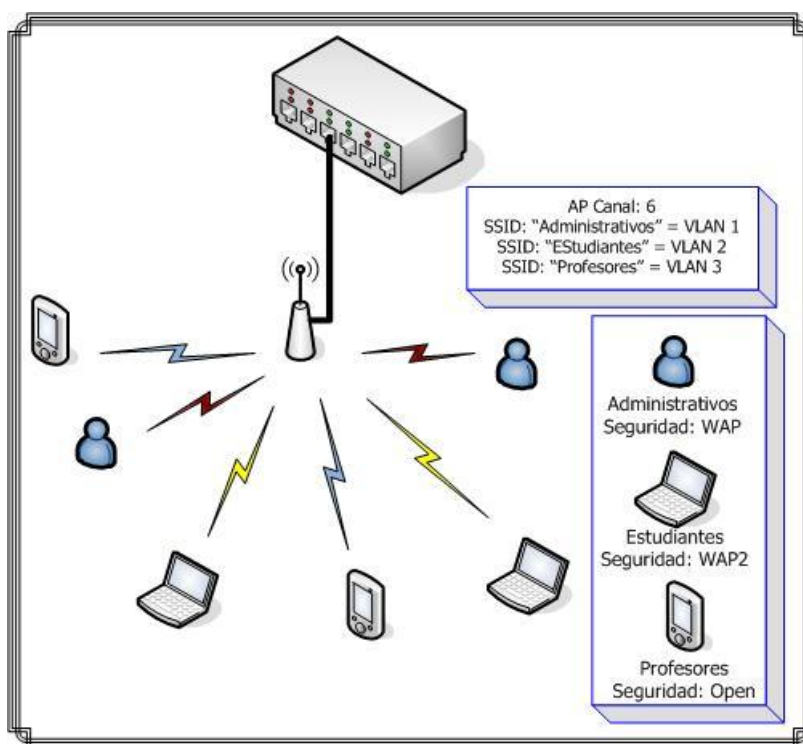 AP Canal: 6
SSID: “Administrativos” = VLAN 1
SSID: “EStudiantes” = VLAN 2
SSID: “Profesores” = VLAN 3
Administrativos
Seguridad: WAP
Estudiantes
Seguridad: WAP2
Profesores
Seguridad: Open